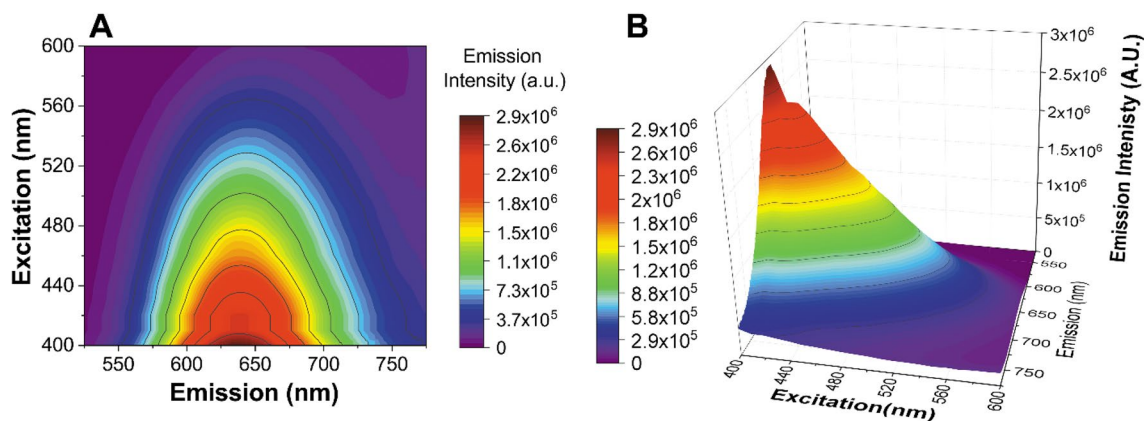 A
600
560
520
480
440
400
Excitation (nm)
550 600 650 700 750
Emission (nm)
Emission
Intensity (a.u.)
2.9x10⁶
2.6x10⁶
2.2x10⁶
1.8x10⁶
1.5x10⁶
1.1x10⁶
7.3x10⁵
3.7x10⁵
0
B
2.9x10⁶
2.6x10⁶
2.3x10⁶
2x10⁶
1.8x10⁶
1.5x10⁶
1.2x10⁶
8.8x10⁵
5.8x10⁵
2.9x10⁵
0
3x10⁶
2.5x10⁶
2x10⁶
1.5x10⁶
1x10⁶
5x10⁵
0
Emission Intenisty (A.U.)
550
600
650
700
750
Emission (nm)
400 440 480 520 560 600
Excitation(nm)